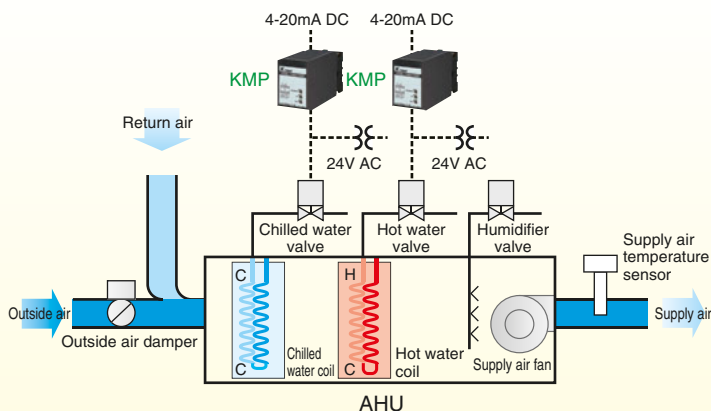 4-20mA DC
4-20mA DC
KMP
KMP
Return air
24V AC
24V AC
Chilled water
valve
Hot water
valve
Humidifier
valve
Supply air
temperature
sensor
C
H
Outside air
Supply air
Outside air damper
C
Chilled
water coil
C
Hot water
coil
Supply air fan
AHU